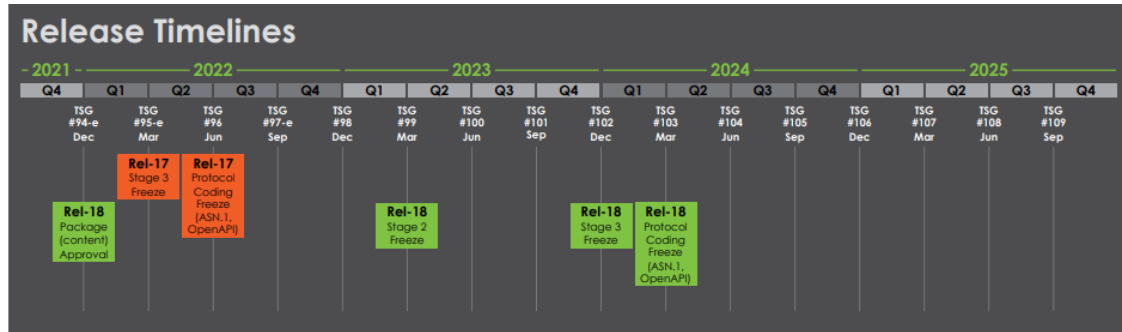 Release Timelines
2021 2022 2023 2024 2025
Q4 Q1 Q2 Q3 Q4 Q1 Q2 Q3 Q4 Q1 Q2 Q3 Q4 Q1 Q2 Q3 Q4
TSG TSG TSG TSG TSG TSG TSG TSG TSG TSG TSG TSG TSG TSG TSG TSG
#94-e #95-e #96 #97-e #98 #99 #100 #101 #102 #103 #104 #105 #106 #107 #108 #109
Dec Mar Jun Sep Dec Mar Jun Sep Dec Mar Jun Sep Dec Mar Jun Sep
Rel-17
Stage 3
Freeze
Rel-17
Protocol
Coding
Freeze
(ASN.1,
OpenAPI)
Rel-18
Package
(content)
Approval
Rel-18
Stage 2
Freeze
Rel-18
Stage 3
Freeze
Rel-18
Protocol
Coding
Freeze
(ASN.1,
OpenAPI)